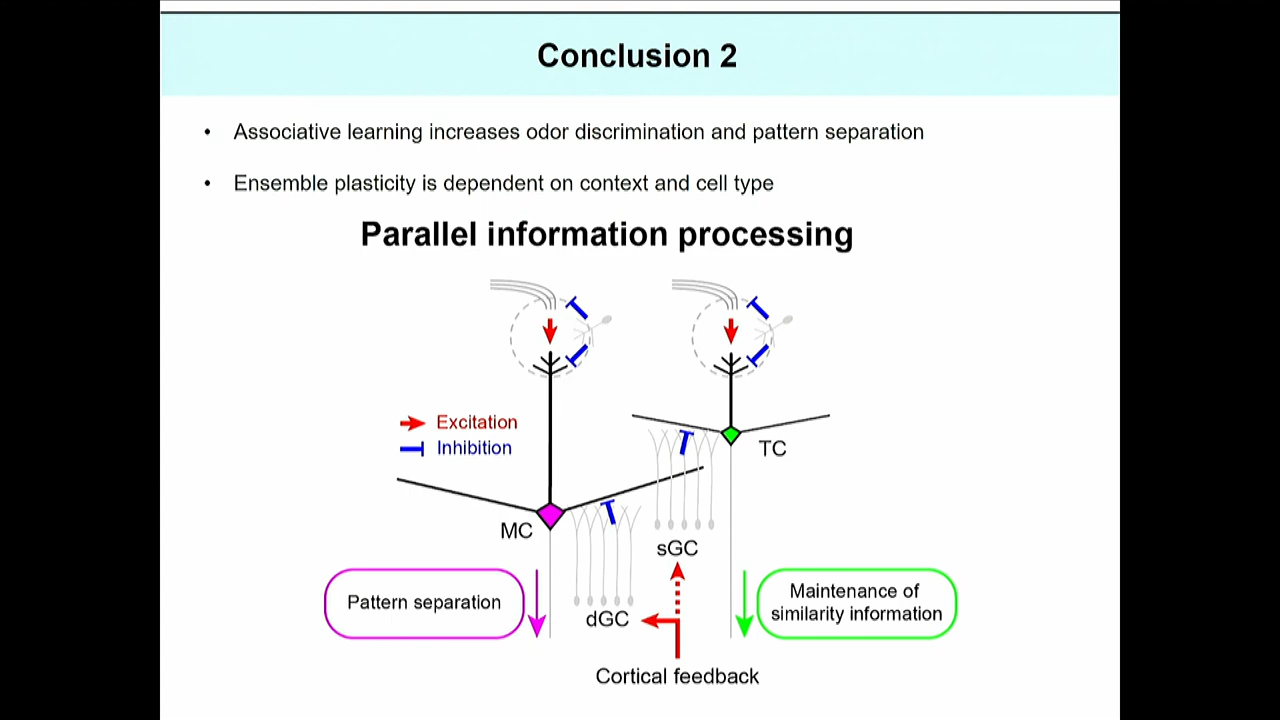 Conclusion 2
• Associative learning increases odor discrimination and pattern separation
• Ensemble plasticity is dependent on context and cell type
Parallel information processing
Excitation
Inhibition
TC
MC
sGC
Pattern separation
dGC
Maintenance of
similarity information
Cortical feedback